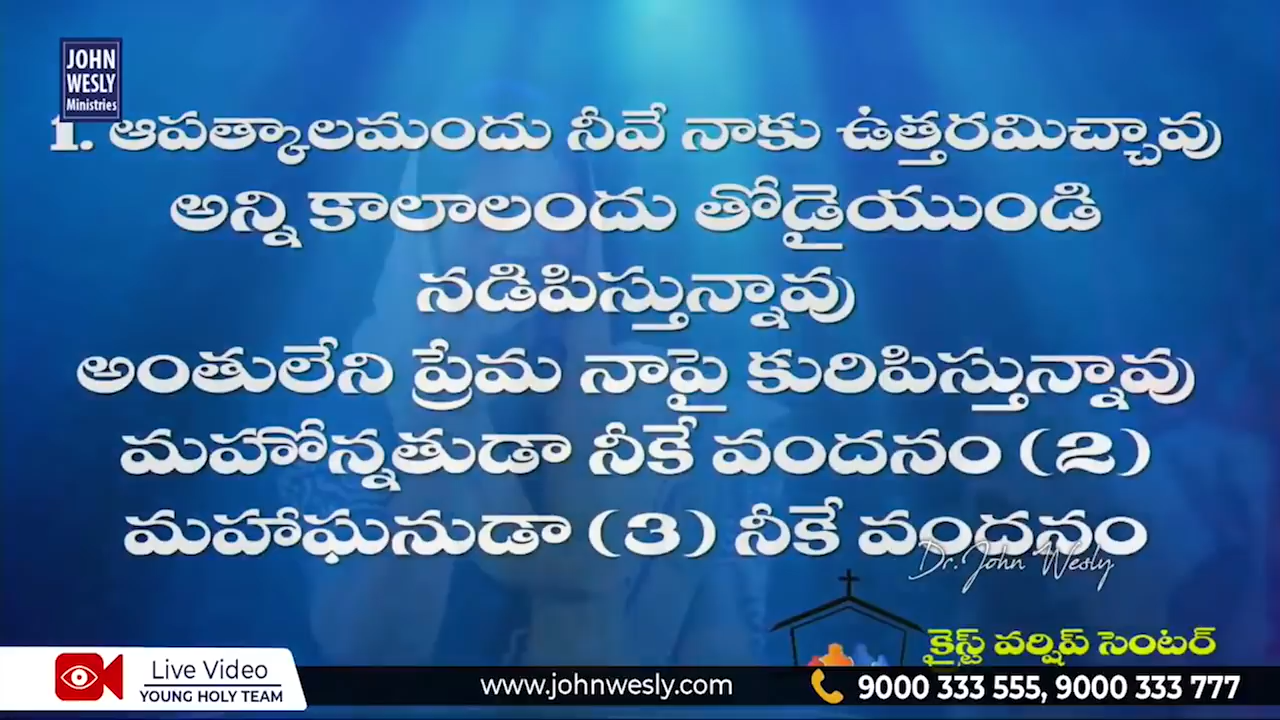 JOHN
WESLY
Ministries
1. ఆపత్కాలమందు నీవే నాకు ఉత్తరమిచ్చావు
అన్ని కాలాలందు తోడైయుండి
నడిపిస్తున్నావు
అంతులేని ప్రేమ నాపై కురిపిస్తున్నావు
మహోన్నతుడా నీకే వందనం (2)
మహాఘనుడా (3) నీకే వందనం
Dr. John Wesly
క్రైస్ట్ వర్షిప్ సెంటర్
Live Video
YOUNG HOLY TEAM
www.johnwesly.com
9000 333 555, 9000 333 777